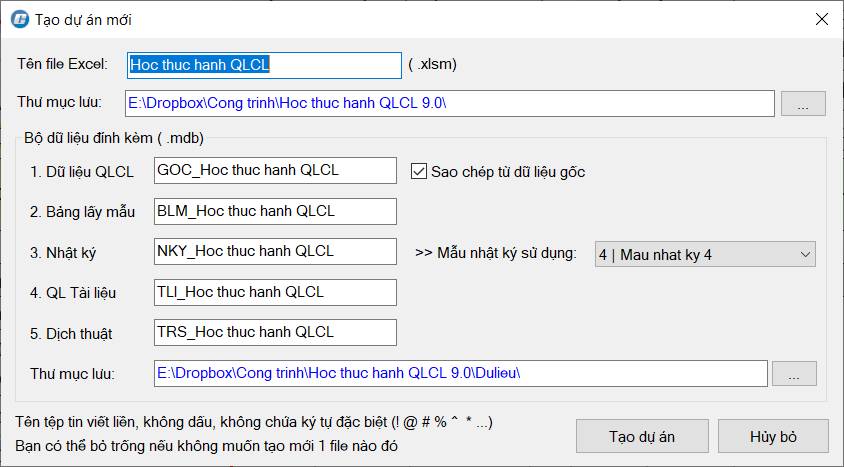 Tạo dự án mới
Tên file Excel: Hoc thuc hanh QLCL ( .xlsm)
Thư mục lưu: E:\Dropbox\Cong trinh\Hoc thuc hanh QLCL 9.0\ ...
Bộ dữ liệu đính kèm ( .mdb)
1. Dữ liệu QLCL GOC_Hoc thuc hanh QLCL Sao chép từ dữ liệu gốc
2. Bảng lấy mẫu BLM_Hoc thuc hanh QLCL
3. Nhật ký NKY_Hoc thuc hanh QLCL >> Mẫu nhật ký sử dụng: 4 | Mau nhat ky 4
4. QL Tài liệu TLI_Hoc thuc hanh QLCL
5. Dịch thuật TRS_Hoc thuc hanh QLCL
Thư mục lưu: E:\Dropbox\Cong trinh\Hoc thuc hanh QLCL 9.0\Dulieu\ ...
Tên tệp tin viết liền, không dấu, không chứa ký tự đặc biệt (! @ # % ^ * ...)
Bạn có thể bỏ trống nếu không muốn tạo mới 1 file nào đó
Tạo dự án Hủy bỏ